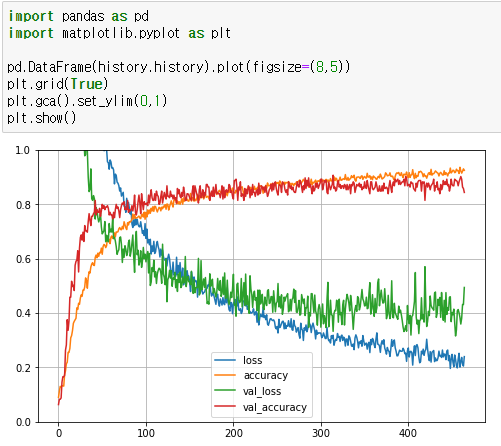 import pandas as pd
import matplotlib.pyplot as plt
pd.DataFrame(history.history).plot(figsize=(8,5))
plt.grid(True)
plt.gca().set_ylim(0,1)
plt.show()
1.0
0.8
0.6
0.4
0.2
0.0
loss
accuracy
val_loss
val_accuracy
0
100
200
300
400